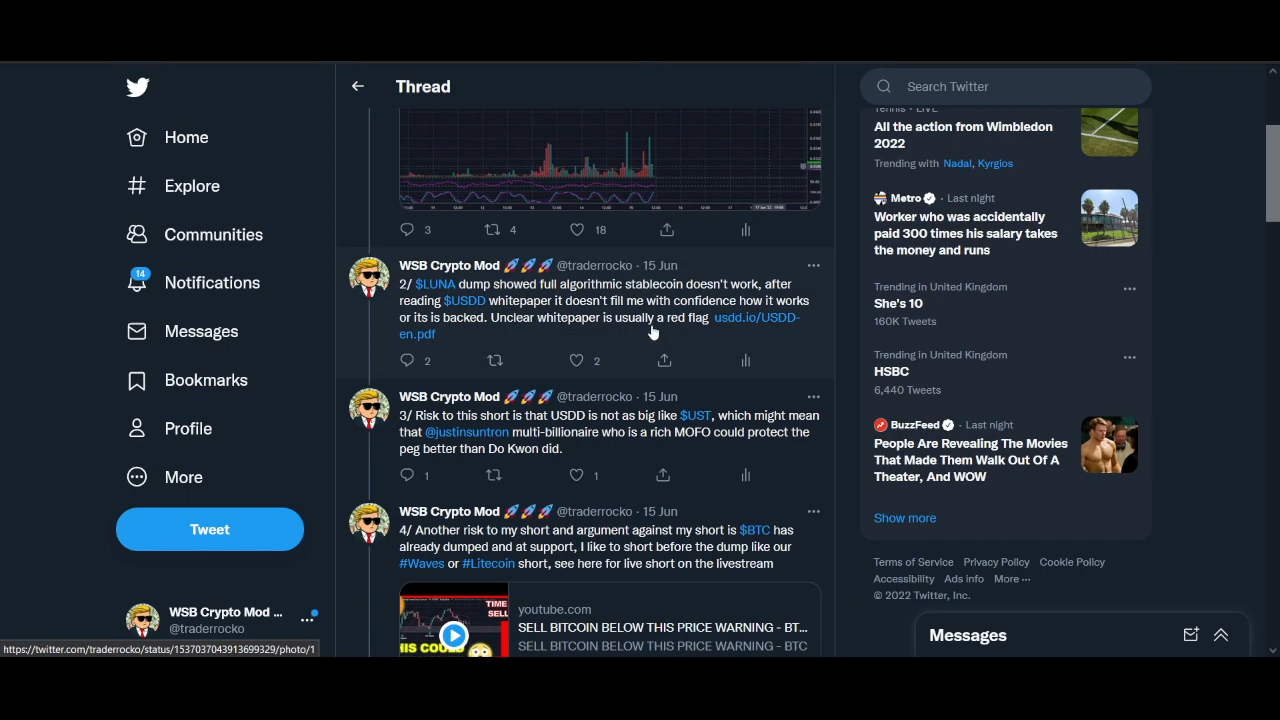 Thread
Search Twitter
Home
Explore
Communities
14
Notifications
Messages
Bookmarks
Profile
More
Tweet
WSB Crypto Mod ...
@traderrocko
https://twitter.com/traderrocko/status/1537037043913699329/photo/1
3 4 18
WSB Crypto Mod 🚀🚀🚀 @traderrocko · 15 Jun
2/ $LUNA dump showed full algorithmic stablecoin doesn't work, after
reading $USDD whitepaper it doesn't fill me with confidence how it works
or its is backed. Unclear whitepaper is usually a red flag usdd.io/USDD-
en.pdf
2 2
WSB Crypto Mod 🚀🚀🚀 @traderrocko · 15 Jun
3/ Risk to this short is that USDD is not as big like $UST, which might mean
that @justinsuntron multi-billionaire who is a rich MOFO could protect the
peg better than Do Kwon did.
1 1
WSB Crypto Mod 🚀🚀🚀 @traderrocko · 15 Jun
4/ Another risk to my short and argument against my short is $BTC has
already dumped and at support, I like to short before the dump like our
#Waves or #Litecoin short, see here for live short on the livestream
TIME
SELL
HIS COUL
youtube.com
SELL BITCOIN BELOW THIS PRICE WARNING - BT...
SELL BITCOIN BELOW THIS PRICE WARNING - BTC
Tennis · LIVE
All the action from Wimbledon
2022
Trending with Nadal, Kyrgios
Metro · Last night
Worker who was accidentally
paid 300 times his salary takes
the money and runs
Trending in United Kingdom
She's 10
160K Tweets
Trending in United Kingdom
HSBC
6,440 Tweets
BuzzFeed · Last night
People Are Revealing The Movies
That Made Them Walk Out Of A
Theater, And WOW
Show more
Terms of Service Privacy Policy Cookie Policy
Accessibility Ads info More ...
© 2022 Twitter, Inc.
Messages